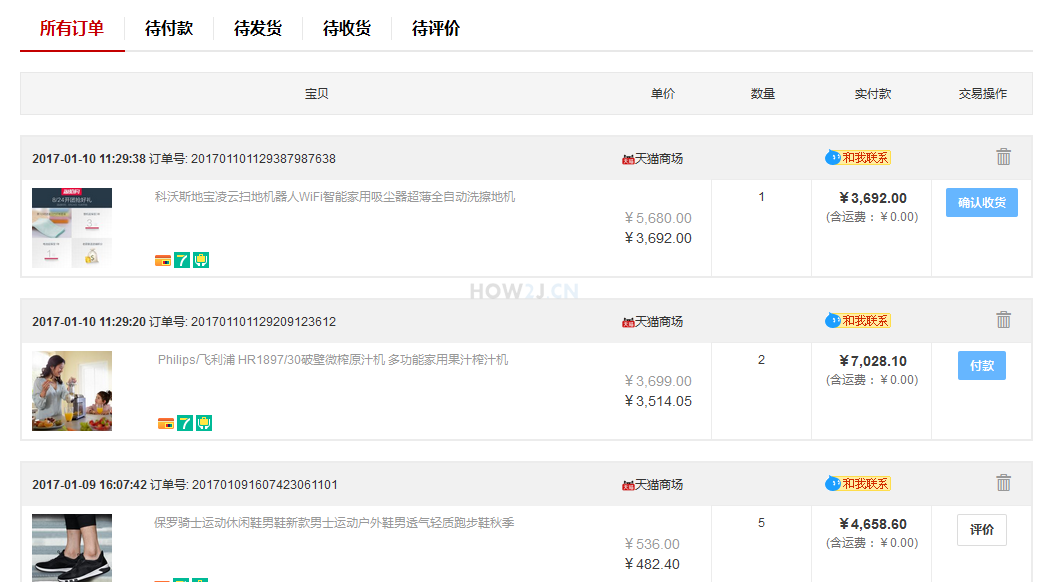 所有订单 待付款 待发货 待收货 待评价
宝贝 单价 数量 实付款 交易操作
2017-01-10 11:29:38 订单号: 201701101129387987638 天猫商场 和我联系
科沃斯地宝凌云扫地机器人WiFi智能家用吸尘器超薄全自动洗擦地机 1 ￥3,692.00 确认收货
￥5,680.00 (含运费：￥0.00)
￥3,692.00
7
HOW2J.CN
2017-01-10 11:29:20 订单号: 201701101129209123612 天猫商场 和我联系
Philips/飞利浦 HR1897/30破壁微榨原汁机 多功能家用果汁榨汁机 2 ￥7,028.10 付款
￥3,699.00 (含运费：￥0.00)
￥3,514.05
7
2017-01-09 16:07:42 订单号: 201701091607423061101 天猫商场 和我联系
保罗骑士运动休闲鞋男鞋新款男士运动户外鞋男透气轻质跑步鞋秋季 5 ￥4,658.60 评价
￥536.00 (含运费：￥0.00)
￥482.40